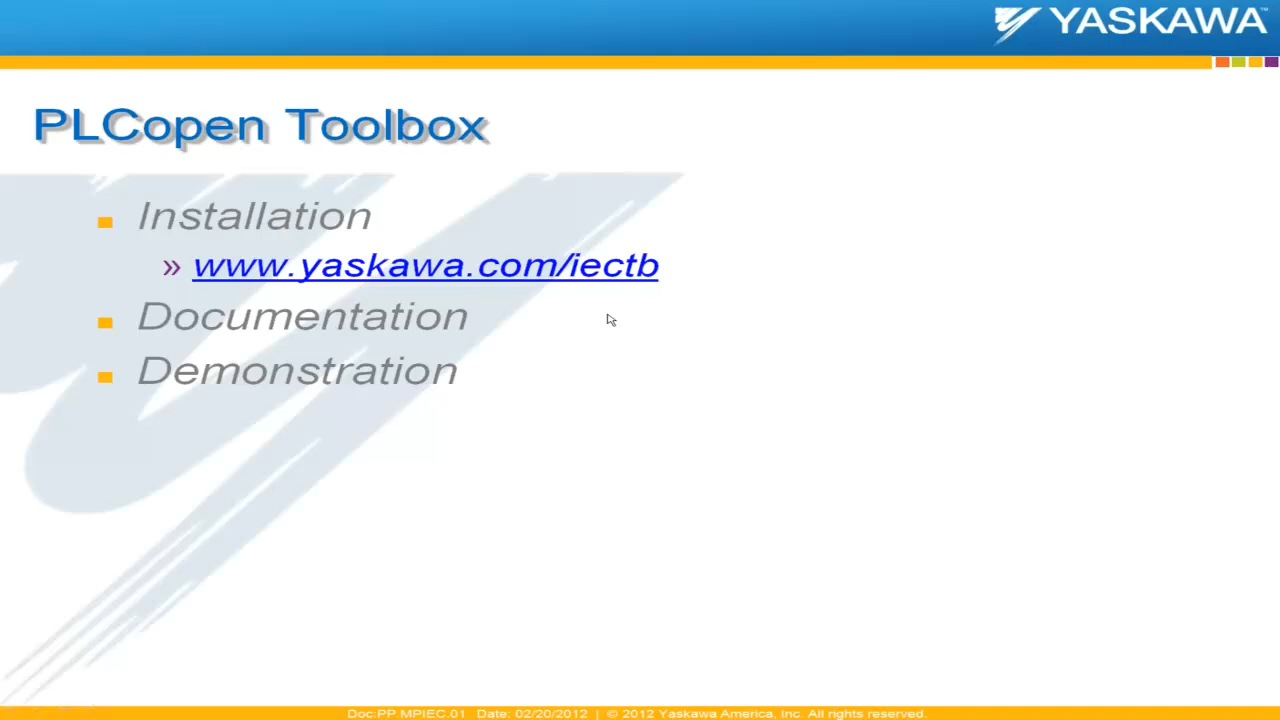 YASKAWA™
PLCopen Toolbox
Installation
» www.yaskawa.com/iectb
Documentation
Demonstration
Doc:PP.MPIEC.01 Date: 02/20/2012 | © 2012 Yaskawa America, Inc. All rights reserved.